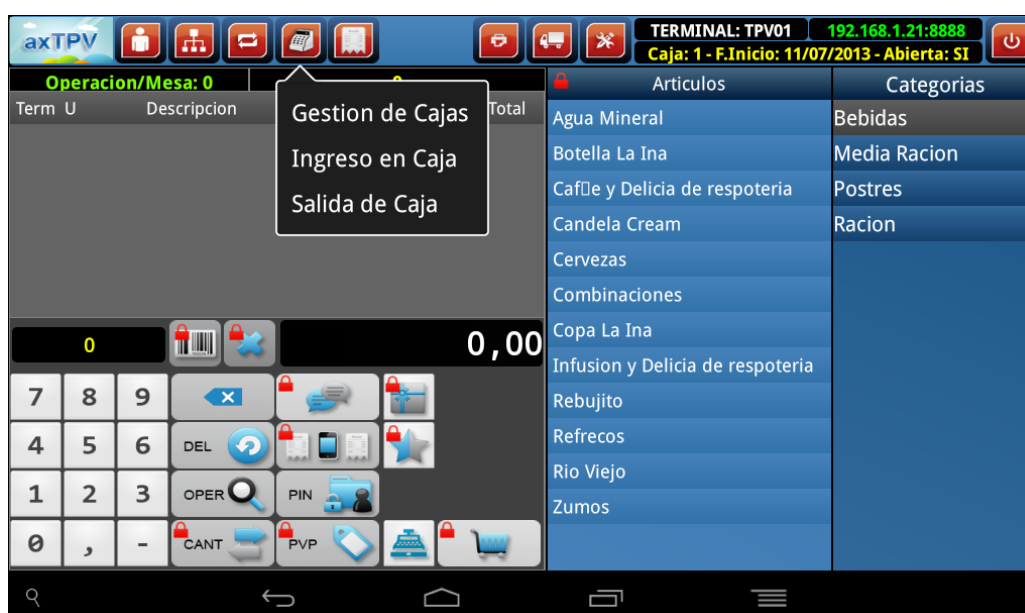 axTPV
TERMINAL: TPV01 192.168.1.21:8888
Caja: 1 - F.Inicio: 11/07/2013 - Abierta: SI
Operacion/Mesa: 0
Articulos
Categorias
Term U Descripcion Total
Gestion de Cajas
Ingreso en Caja
Salida de Caja
Agua Mineral
Botella La Ina
Caf▯e y Delicia de respoteria
Candela Cream
Cervezas
Combinaciones
Copa La Ina
Infusion y Delicia de respoteria
Rebujito
Refrecos
Rio Viejo
Zumos
Bebidas
Media Racion
Postres
Racion
0
0,00
7 8 9
4 5 6 DEL
1 2 3 OPER PIN
0 , - CANT PVP